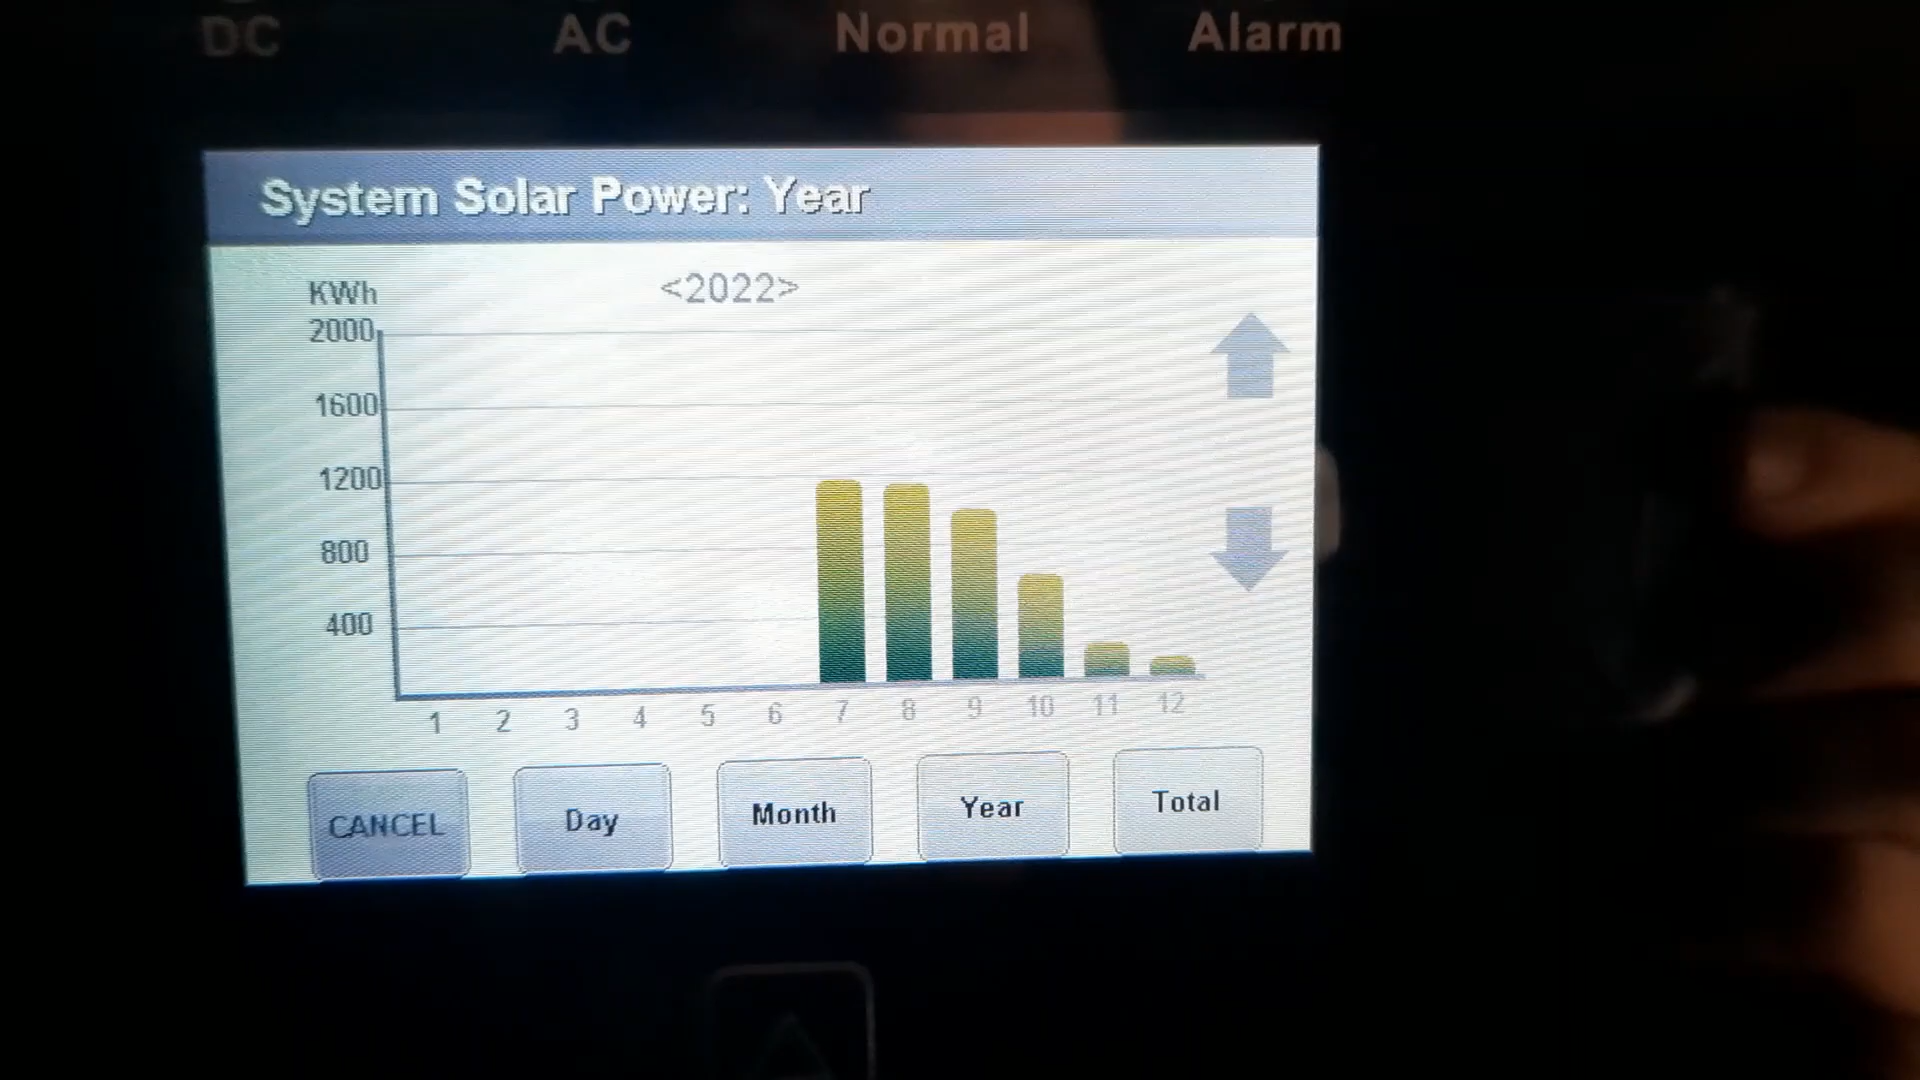 DC AC Normal Alarm
System Solar Power: Year
KWh <2022>
2000
1600
1200
800
400
1 2 3 4 5 6 7 8 9 10 11 12
CANCEL Day Month Year Total